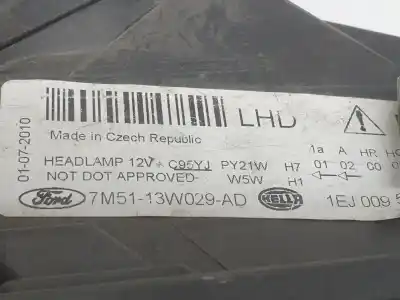 LHD
Made in Czech Republic
01-07-2010
1a A HR
HEADLAMP 12V C95YJ PY21W H7 01 02 00
NOT DOT APPROVED- W5W H1
Ford 7M51-13W029-AD HELLA 1EJ 009